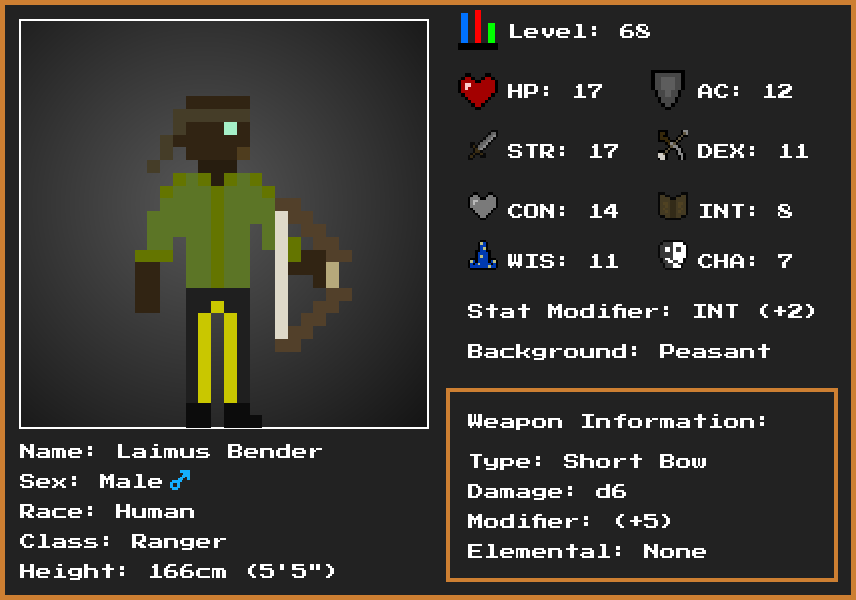 Level: 68
HP: 17
AC: 12
STR: 17
DEX: 11
CON: 14
INT: 8
WIS: 11
CHA: 7
Stat Modifier: INT (+2)
Background: Peasant
Weapon Information:
Type: Short Bow
Damage: d6
Modifier: (+5)
Elemental: None
Name: Laimus Bender
Sex: Male♂
Race: Human
Class: Ranger
Height: 166cm (5'5")